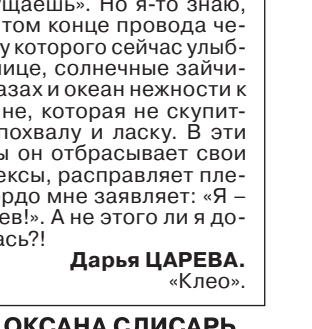 ущаешь». Но я-то знаю,
том конце провода че-
у которого сейчас улыб-
лице, солнечные зайчи-
азах и океан нежности к
не, которая не скупит-
похвалу и ласку. В эти
ы он отбрасывает свои
ексы, расправляет пле-
рдо мне заявляет: «Я –
ев!». А не этого ли я до-
ась?!
Дарья ЦАРЕВА.
«Клео».
ОКСАНА СЛИСАРЬ